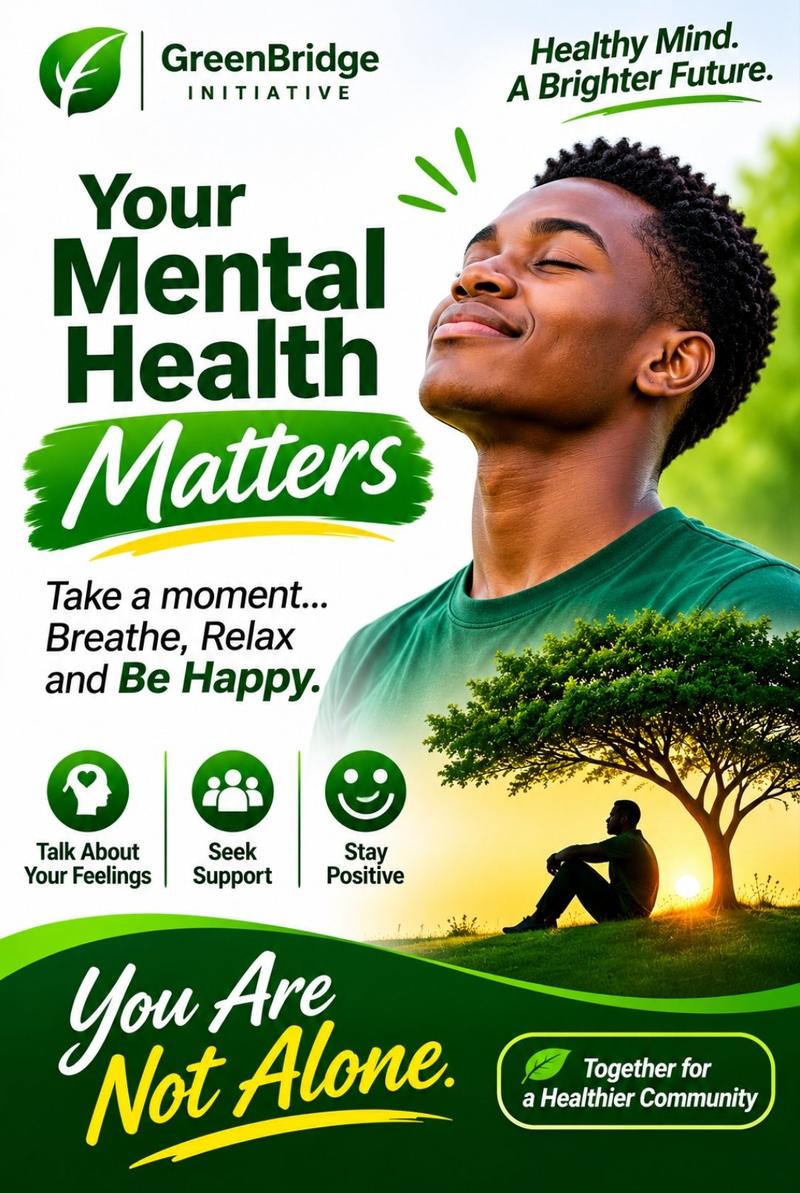 GreenBridge
INITIATIVE
Healthy Mind.
A Brighter Future.
Your
Mental
Health
Matters
Take a moment...
Breathe, Relax
and Be Happy.
Talk About
Your Feelings
Seek
Support
Stay
Positive
You Are
Not Alone.
Together for
a Healthier Community